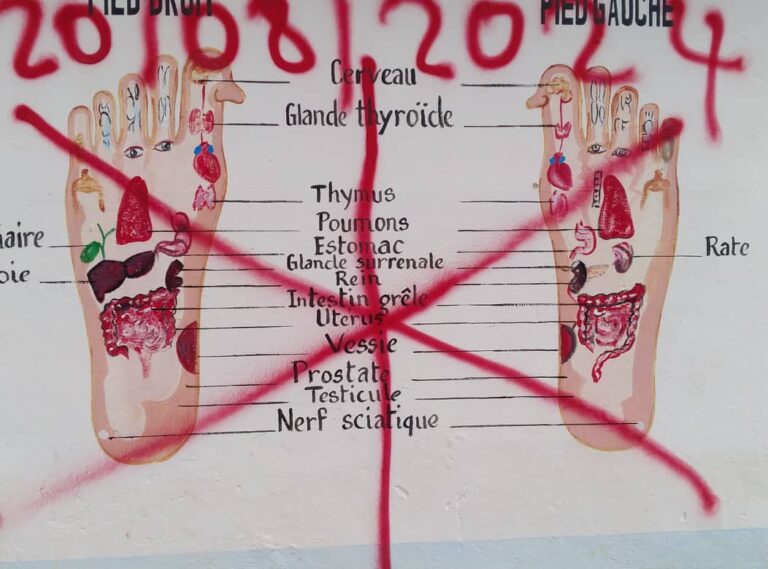 PIED DROIT
PIED GAUCHE
20/08/2024
Cerveau
Glande thyroïde
Thymus
Poumons
Estomac
Glande surrenale
Rein
Intestin grêle
Uterus
Vessie
Prostate
Testicule
Nerf sciatique
Rate